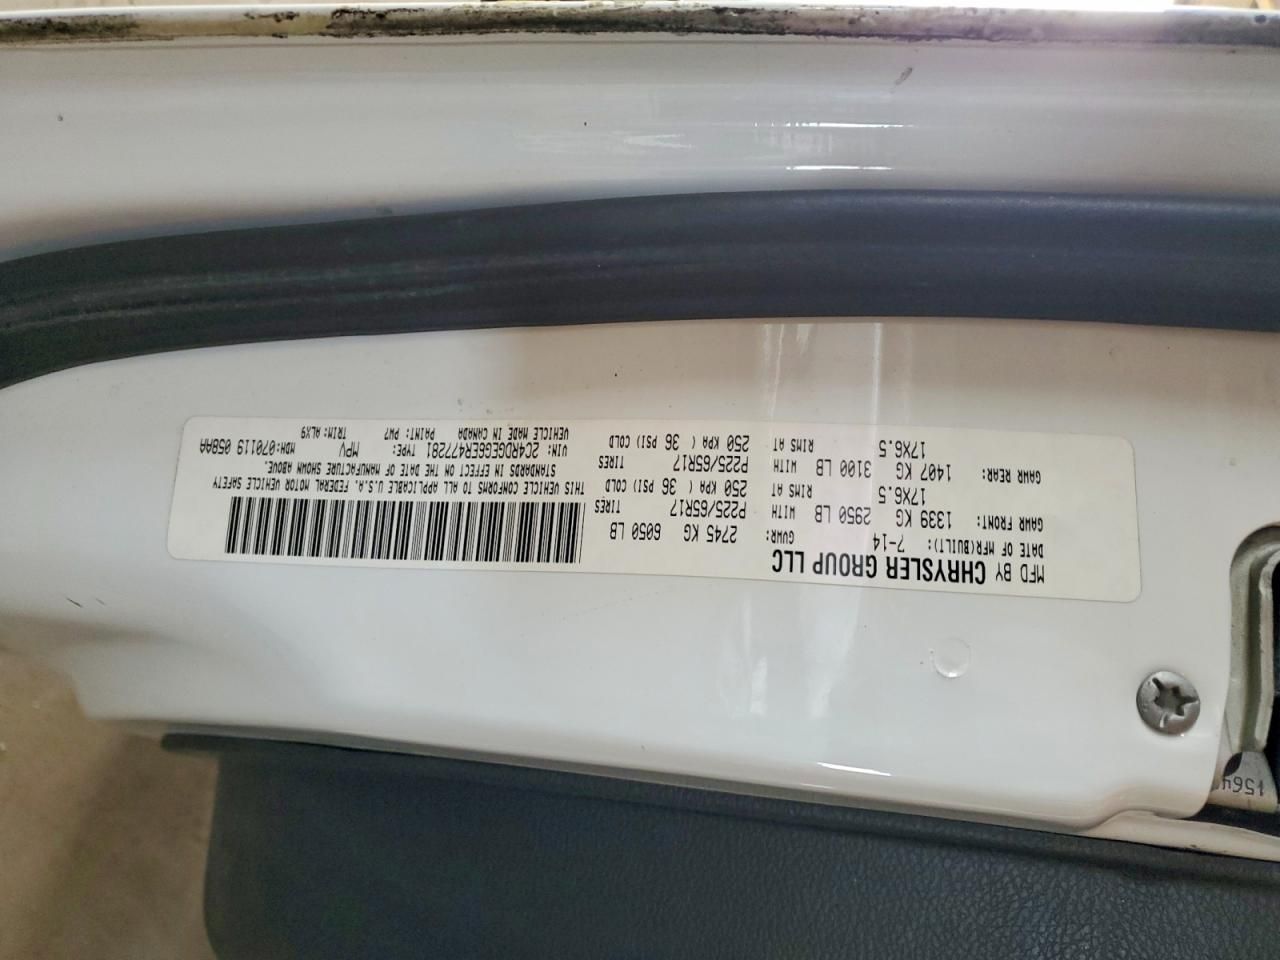 MFD BY CHRYSLER GROUP LLC
DATE OF MFR(BUILT): 7-14 GVWR: 2745 KG 6050 LB
GAWR FRONT: 1339 KG 2950 LB WITH TIRES P225/65R17
17X6.5 RIMS AT 250 KPA ( 36 PSI) COLD
GAWR REAR: 1407 KG 3100 LB WITH TIRES P225/65R17
17X6.5 RIMS AT 250 KPA ( 36 PSI) COLD
THIS VEHICLE CONFORMS TO ALL APPLICABLE U.S.A. FEDERAL MOTOR VEHICLE SAFETY
STANDARDS IN EFFECT ON THE DATE OF MANUFACTURE SHOWN ABOVE.
VIN: 2C4RDGEG6ER477281 TYPE: MPV MDH:070119 058AA
VEHICLE MADE IN CANADA PAINT: PW7 TRIM:ALX9